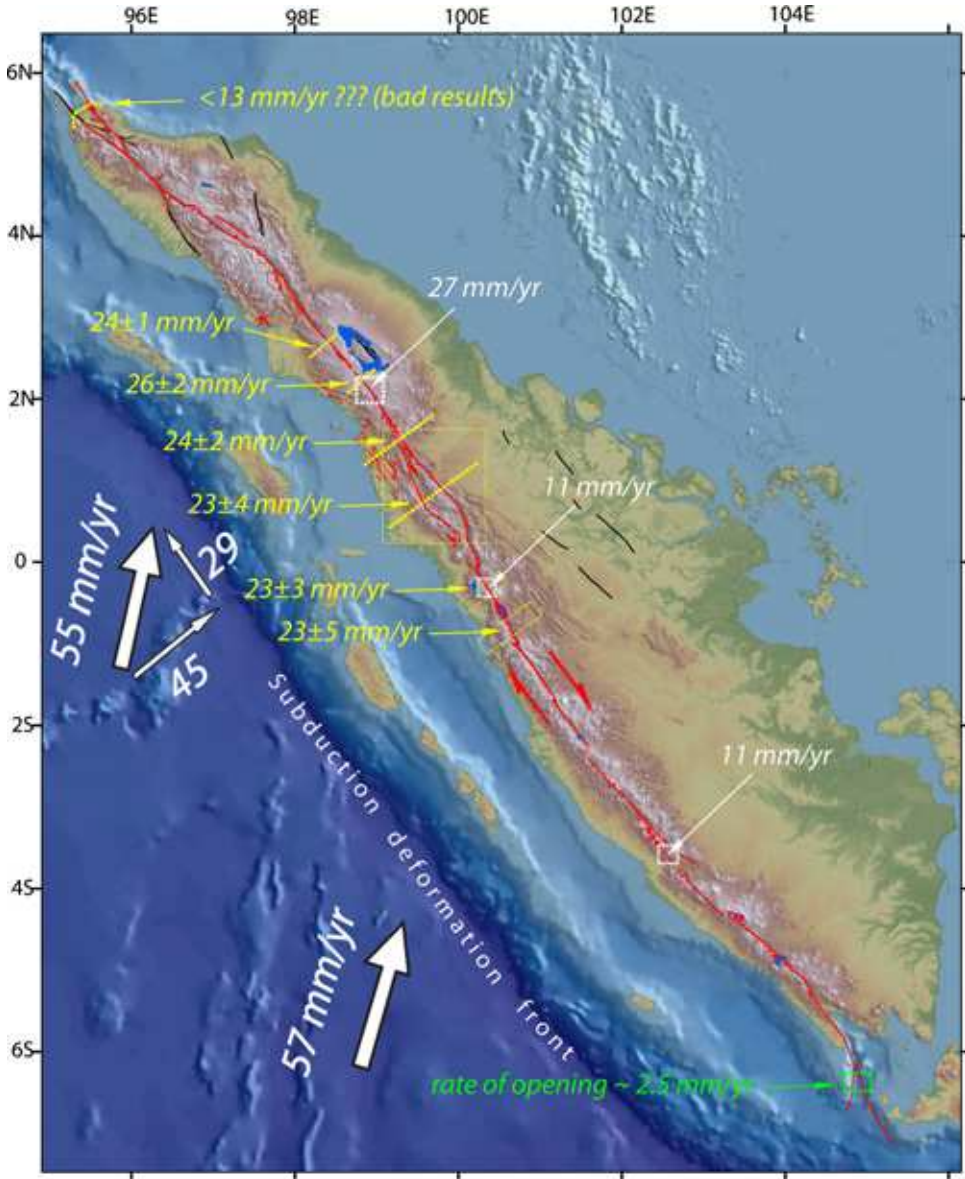 96E 98E 100E 102E 104E
6N
<13 mm/yr ??? (bad results)
4N
27 mm/yr
24±1 mm/yr
26±2 mm/yr
2N
24±2 mm/yr
11 mm/yr
23±4 mm/yr
55 mm/yr
29
0
23±3 mm/yr
23±5 mm/yr
45
Subduction deformation front
2S
11 mm/yr
4S
57 mm/yr
6S
rate of opening ~ 2.5 mm/yr